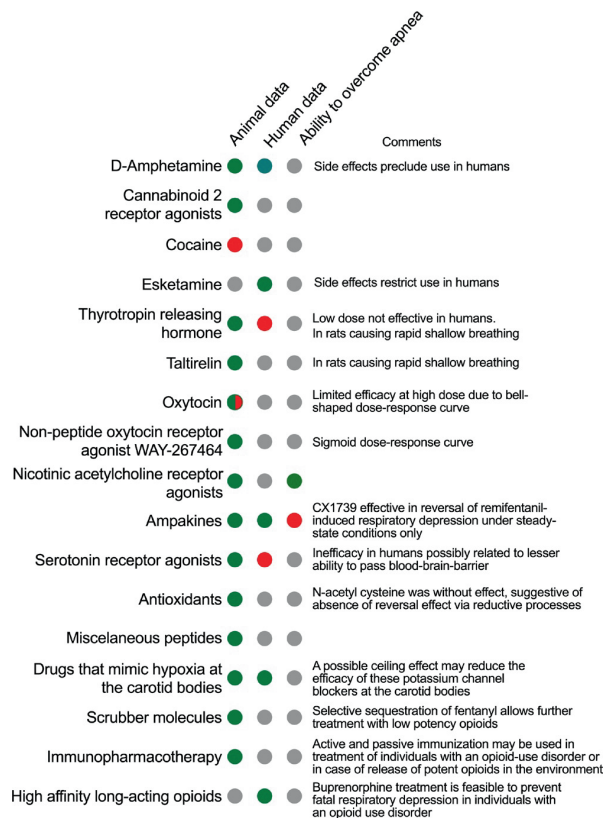 Animal data
Human data
Ability to overcome apnea
Comments
D-Amphetamine
Side effects preclude use in humans
Cannabinoid 2
receptor agonists
Cocaine
Esketamine
Side effects restrict use in humans
Thyrotropin releasing
hormone
Low dose not effective in humans.
In rats causing rapid shallow breathing
Taltirelin
In rats causing rapid shallow breathing
Oxytocin
Limited efficacy at high dose due to bell-
shaped dose-response curve
Non-peptide oxytocin receptor
agonist WAY-267464
Sigmoid dose-response curve
Nicotinic acetylcholine receptor
agonists
Ampakines
CX1739 effective in reversal of remifentanil-
induced respiratory depression under steady-
state conditions only
Serotonin receptor agonists
Inefficacy in humans possibly related to lesser
ability to pass blood-brain-barrier
Antioxidants
N-acetyl cysteine was without effect, suggestive of
absence of reversal effect via reductive processes
Miscelaneous peptides
Drugs that mimic hypoxia at
the carotid bodies
A possible ceiling effect may reduce the
efficacy of these potassium channel
blockers at the carotid bodies
Scrubber molecules
Selective sequestration of fentanyl allows further
treatment with low potency opioids
Immunopharmacotherapy
Active and passive immunization may be used in
treatment of individuals with an opioid-use disorder or
in case of release of potent opioids in the environment
High affinity long-acting opioids
Buprenorphine treatment is feasible to prevent
fatal respiratory depression in individuals with
an opioid use disorder